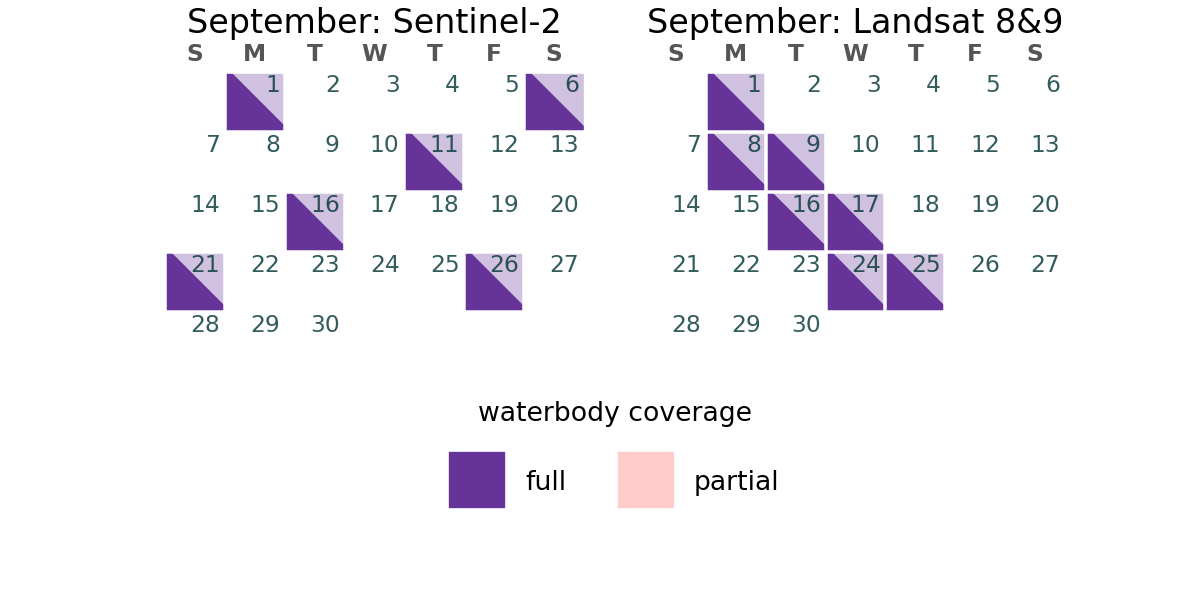 September: Sentinel-2
S M T W T F S
1 2 3 4 5 6
7 8 9 10 11 12 13
14 15 16 17 18 19 20
21 22 23 24 25 26 27
28 29 30
September: Landsat 8&9
S M T W T F S
1 2 3 4 5 6
7 8 9 10 11 12 13
14 15 16 17 18 19 20
21 22 23 24 25 26 27
28 29 30
waterbody coverage
full
partial